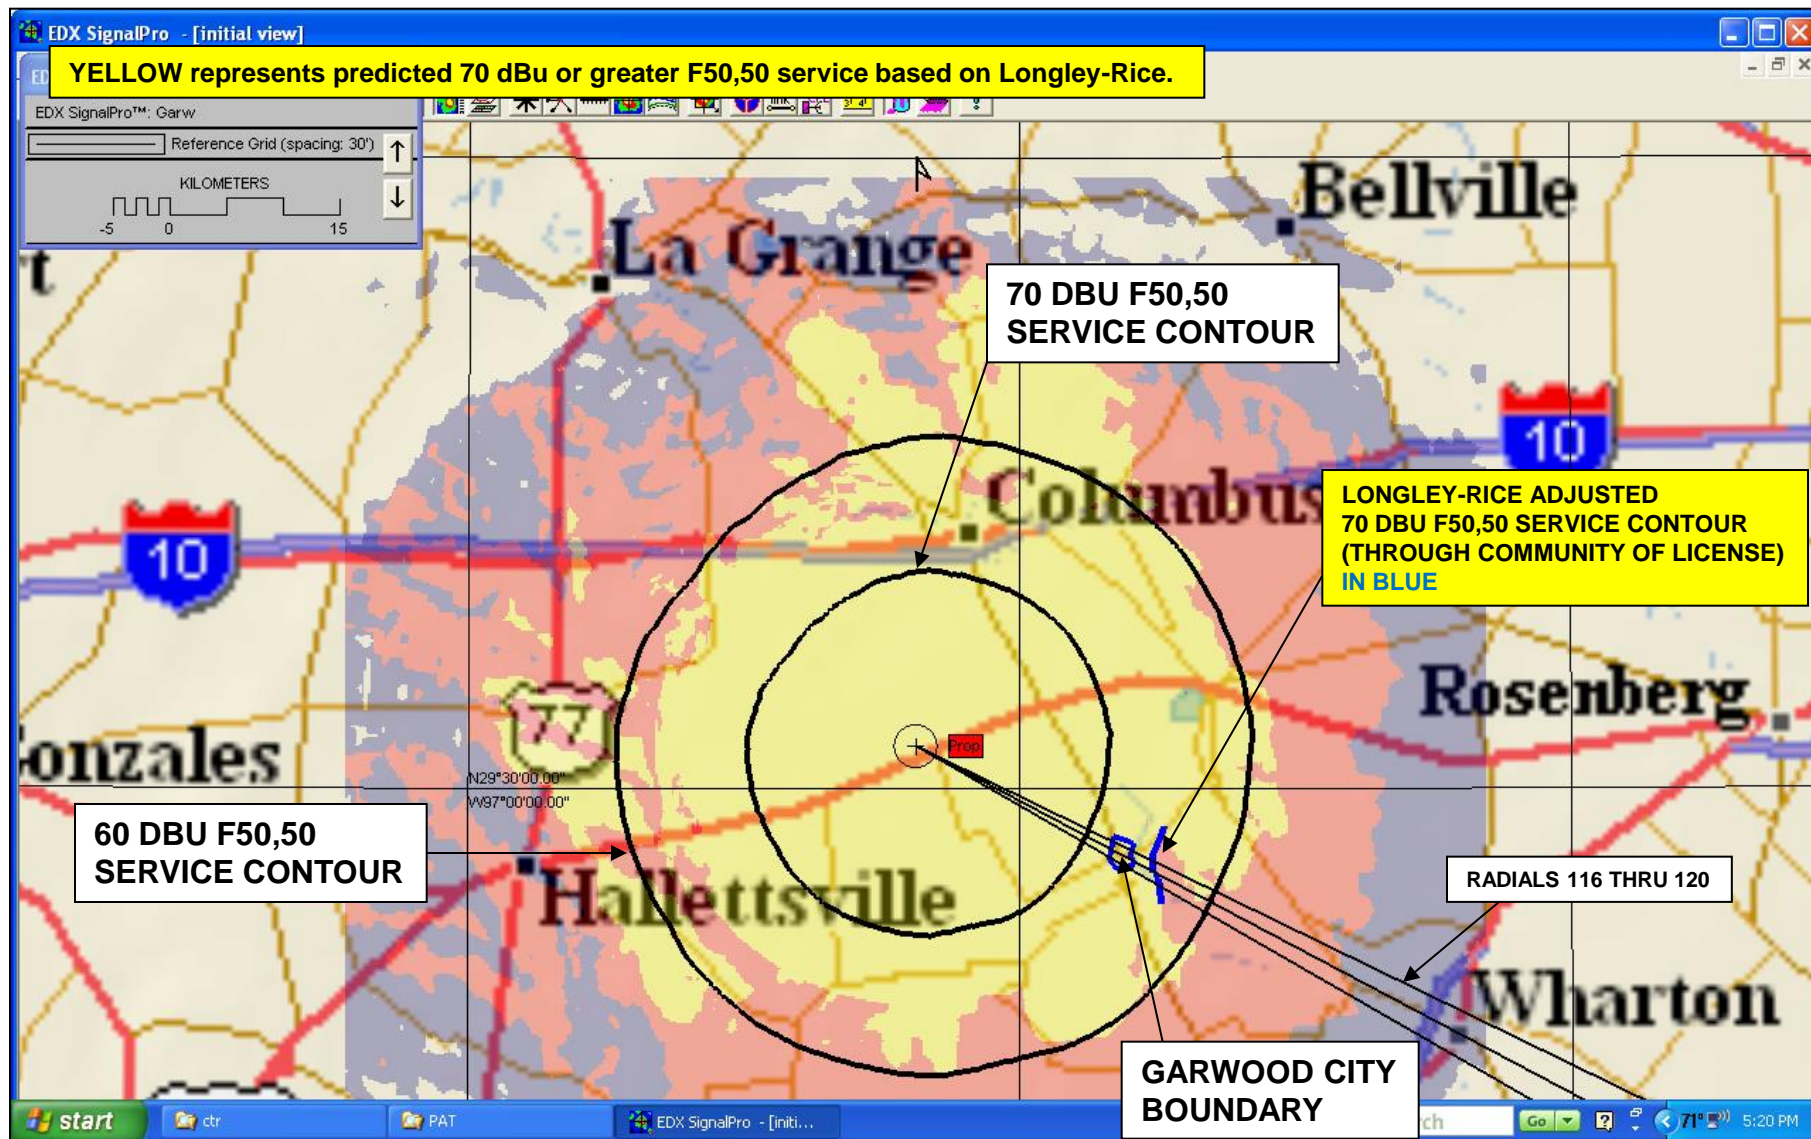 EDX SignalPro - [initial view]
YELLOW represents predicted 70 dBu or greater F50,50 service based on Longley-Rice.
EDX SignalPro™: Garw
Reference Grid (spacing: 30')
KILOMETERS
-5 0 15
Bellville
La Grange
70 DBU F50,50
SERVICE CONTOUR
10
Columbus
LONGLEY-RICE ADJUSTED
70 DBU F50,50 SERVICE CONTOUR
(THROUGH COMMUNITY OF LICENSE)
IN BLUE
10
Rosenberg
77
onzales
Prop
N29°30'00.00"
W97°00'00.00"
60 DBU F50,50
SERVICE CONTOUR
Hallettsville
RADIALS 116 THRU 120
Wharton
GARWOOD CITY
BOUNDARY
start
ctr
PAT
EDX SignalPro - [initi...
rch
Go
71°
5:20 PM